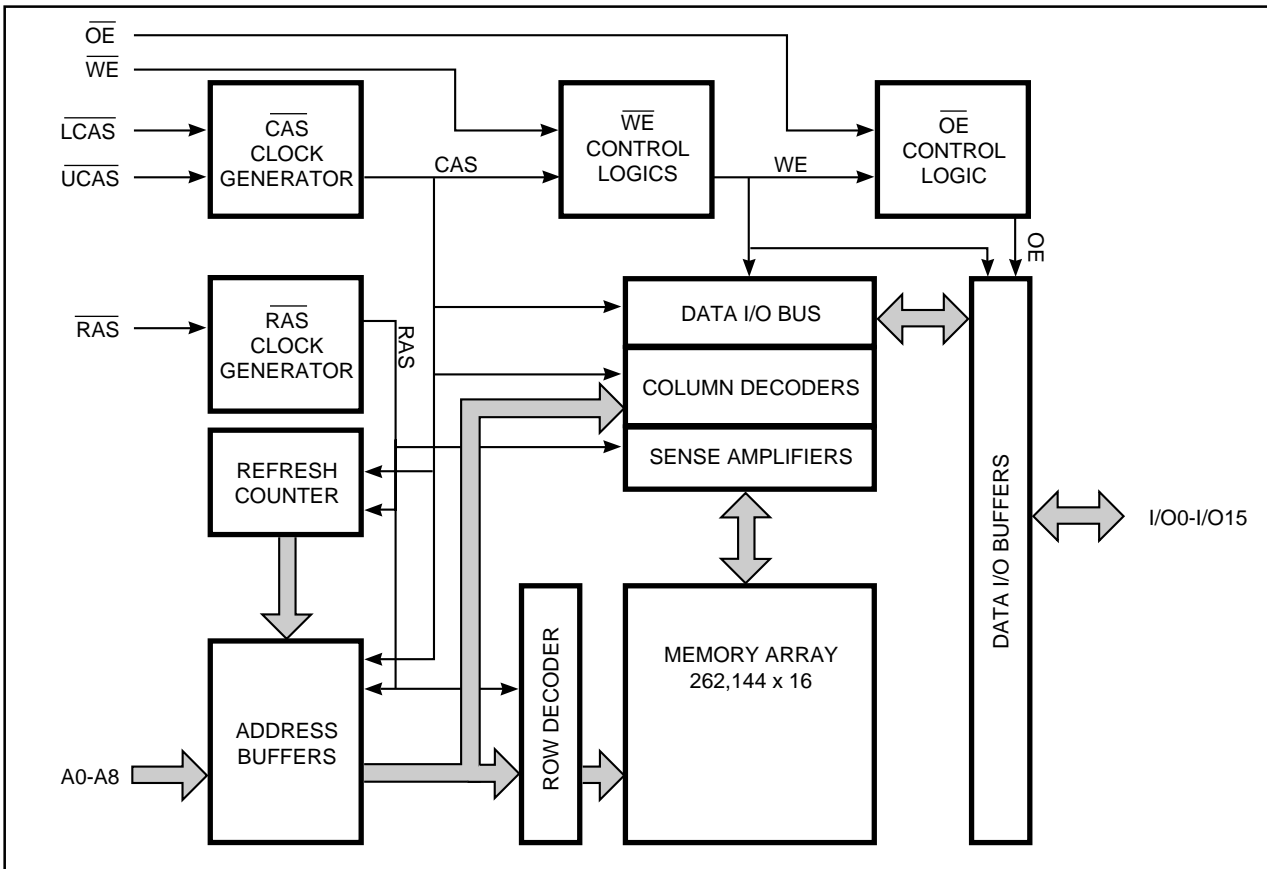 OE
WE
LCAS
UCAS
CAS
CLOCK
GENERATOR
CAS
WE
CONTROL
LOGICS
WE
OE
CONTROL
LOGIC
OE
RAS
RAS
CLOCK
GENERATOR
RAS
DATA I/O BUS
COLUMN DECODERS
SENSE AMPLIFIERS
REFRESH
COUNTER
DATA I/O BUFFERS
I/O0-I/O15
ROW DECODER
MEMORY ARRAY
262,144 x 16
ADDRESS
BUFFERS
A0-A8